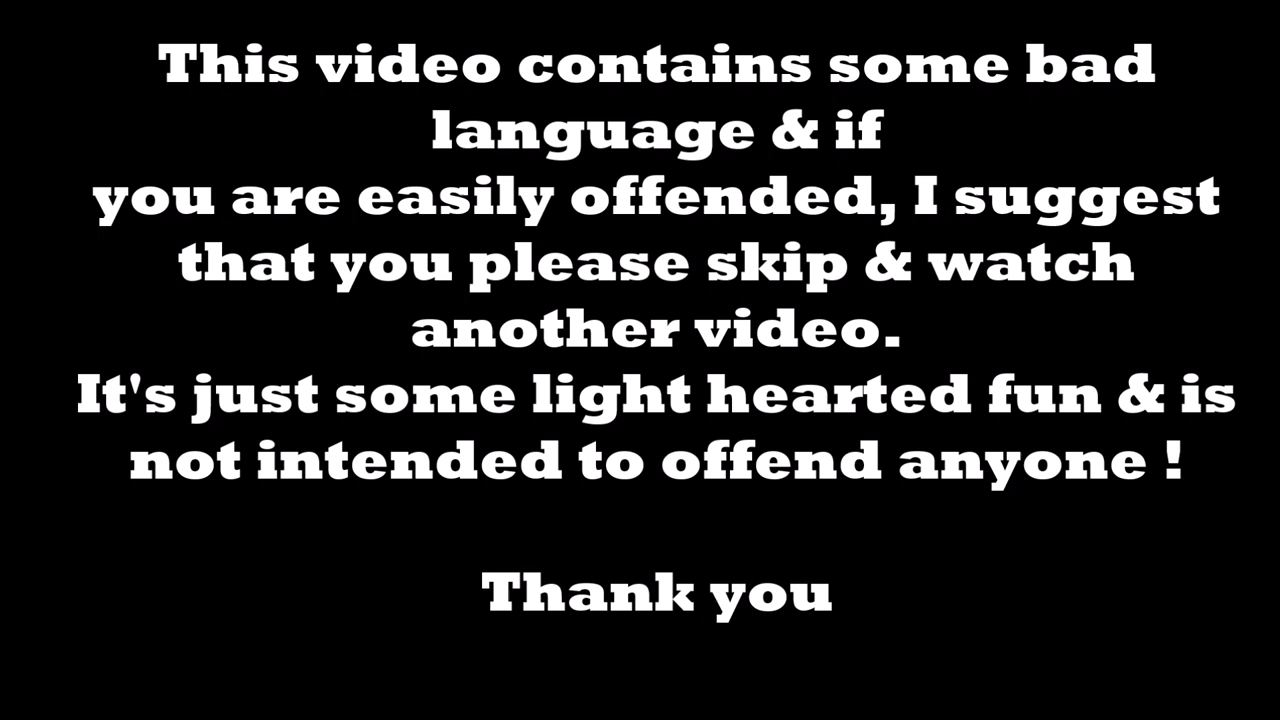 This video contains some bad
language & if
you are easily offended, I suggest
that you please skip & watch
another video.
It's just some light hearted fun & is
not intended to offend anyone !
Thank you